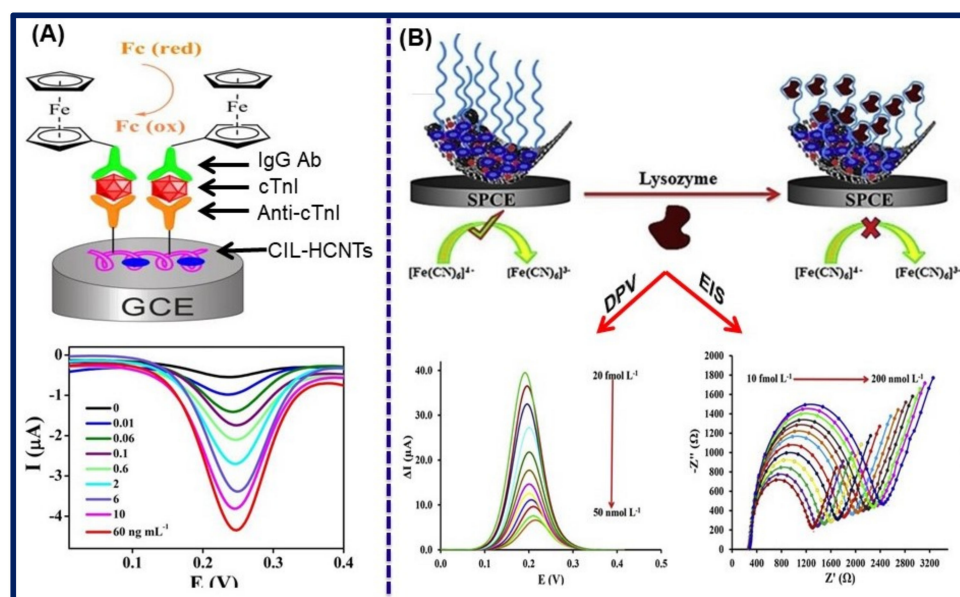 (A)
Fc (red)
Fe
Fe
Fc (ox)
IgG Ab
cTnI
Anti-cTnI
CIL-HCNTs
GCE
I (μA)
0
-1
-2
-3
-4
0
0.01
0.06
0.1
0.6
2
6
10
60 ng mL⁻¹
0.1
0.2
0.3
0.4
E (V)
(B)
SPCE
Lysozyme
SPCE
[Fe(CN)₆]⁴⁻
[Fe(CN)₆]³⁻
[Fe(CN)₆]⁴⁻
[Fe(CN)₆]³⁻
DPV
EIS
ΔI (μA)
40.0
30.0
20.0
10.0
0.0
20 fmol L⁻¹
50 nmol L⁻¹
0.0
0.1
0.2
0.3
0.4
0.5
E (V)
-Z'' (Ω)
2000
1800
1600
1400
1200
1000
800
600
400
200
0
10 fmol L⁻¹
200 nmol L⁻¹
0
400
800
1200
1600
2000
2400
2800
3200
Z' (Ω)